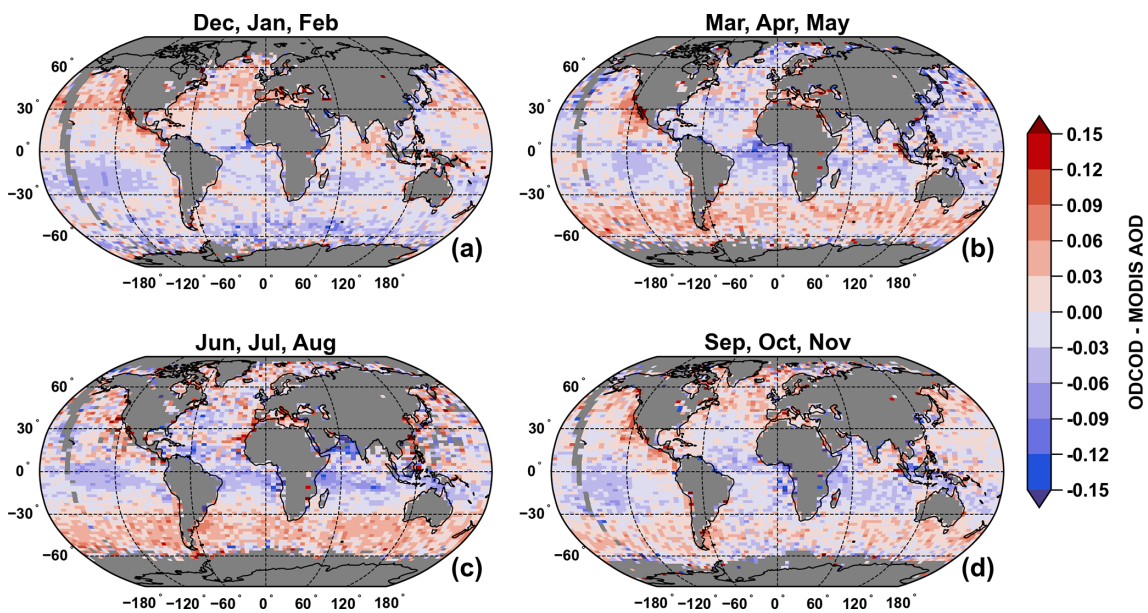 Dec, Jan, Feb
Mar, Apr, May
60°
30°
0°
−30°
−60°
(a)
−180 −120 −60 0 60 120 180
60°
30°
0°
−30°
−60°
(b)
−180 −120 −60 0 60 120 180
Jun, Jul, Aug
Sep, Oct, Nov
60°
30°
0°
−30°
−60°
(c)
−180 −120 −60 0 60 120 180
60°
30°
0°
−30°
−60°
(d)
−180 −120 −60 0 60 120 180
0.15
0.12
0.09
0.06
0.03
0.00
-0.03
-0.06
-0.09
-0.12
-0.15
ODCOD - MODIS AOD